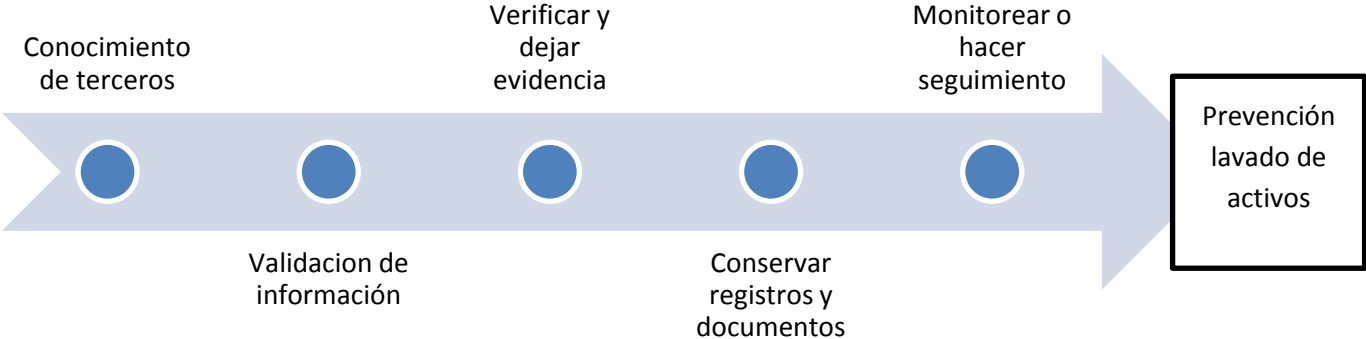 Conocimiento
de terceros
Validacion de
información
Verificar y
dejar
evidencia
Conservar
registros y
documentos
Monitorear o
hacer
seguimiento
Prevención
lavado de
activos